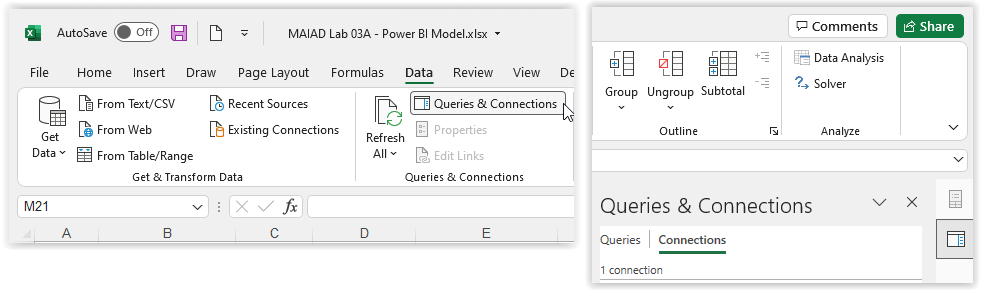 AutoSave Off MAIAD Lab 03A - Power BI Model.xlsx
File Home Insert Draw Page Layout Formulas Data Review View De
Get Data
From Text/CSV
From Web
From Table/Range
Recent Sources
Existing Connections
Get & Transform Data
Refresh All
Queries & Connections
Properties
Edit Links
Queries & Connections
M21 fx
A B C D E
Comments Share
Group
Ungroup
Subtotal
Outline
Data Analysis
Solver
Analyze
Queries & Connections
Queries Connections
1 connection